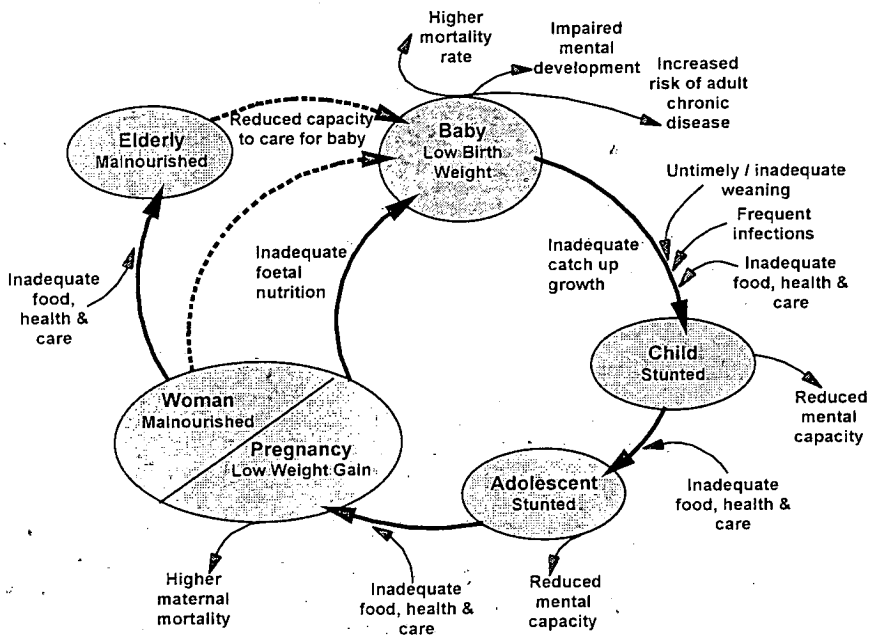 Higher
mortality
rate
Impaired
mental
development
Increased
risk of adult
chronic
disease
Elderly
Malnourished
Reduced capacity
to care for baby
Baby
Low Birth
Weight
Untimely / inadequate
weaning
Frequent
infections
Inadequate
food, health &
care
Inadequate
catch up
growth
Inadequate
foetal
nutrition
Inadequate
food,
health &
care
Child
Stunted
Reduced
mental
capacity
Woman
Malnourished
Pregnancy
Low Weight Gain
Adolescent
Stunted
Inadequate
food, health &
care
Higher
maternal
mortality
Inadequate
food, health &
care
Reduced
mental
capacity